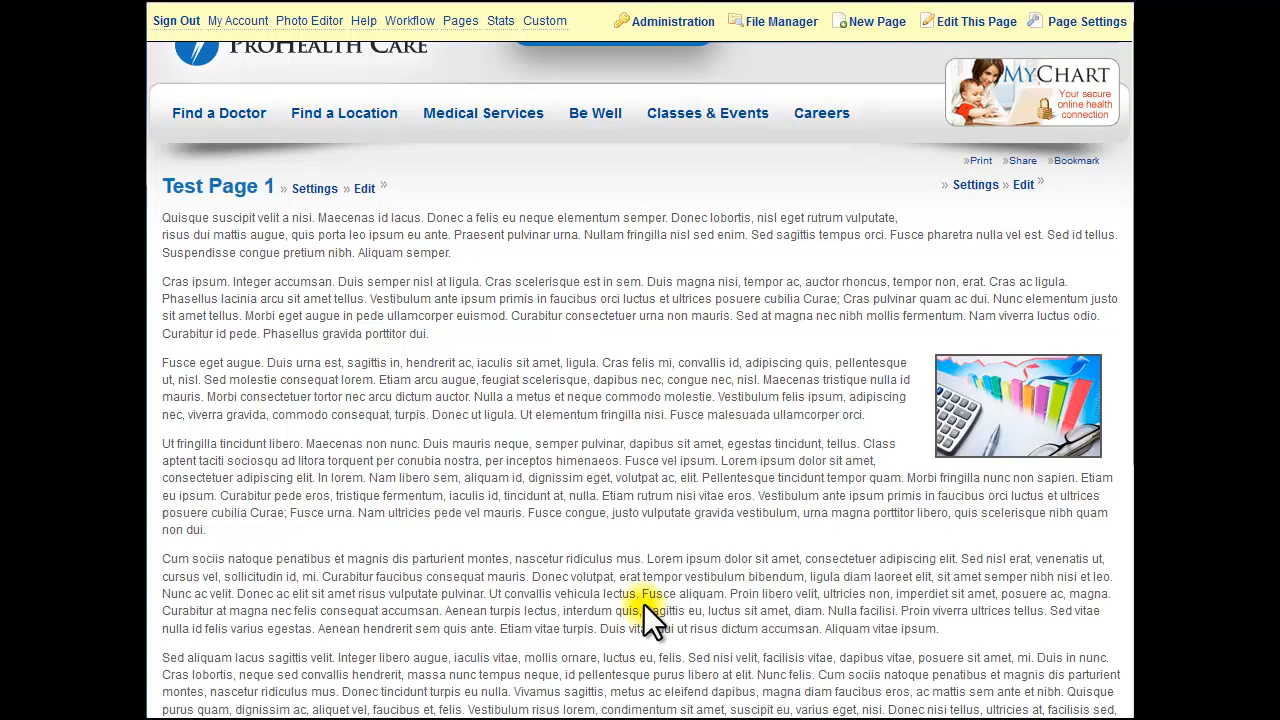 Sign Out My Account Photo Editor Help Workflow Pages Stats Custom Administration File Manager New Page Edit This Page Page Settings
ProHealth Care
MyChart
Your secure
online health
connection
Find a Doctor Find a Location Medical Services Be Well Classes & Events Careers
»Print »Share »Bookmark
Test Page 1 » Settings » Edit » » Settings » Edit »
Quisque suscipit velit a nisi. Maecenas id lacus. Donec a felis eu neque elementum semper. Donec lobortis, nisl eget rutrum vulputate,
risus dui mattis augue, quis porta leo ipsum eu ante. Praesent pulvinar urna. Nullam fringilla nisl sed enim. Sed sagittis tempus orci. Fusce pharetra nulla vel est. Sed id tellus.
Suspendisse congue pretium nibh. Aliquam semper.
Cras ipsum. Integer accumsan. Duis semper nisl at ligula. Cras scelerisque est in sem. Duis magna nisi, tempor ac, auctor rhoncus, tempor non, erat. Cras ac ligula.
Phasellus lacinia arcu sit amet tellus. Vestibulum ante ipsum primis in faucibus orci luctus et ultrices posuere cubilia Curae; Cras pulvinar quam ac dui. Nunc elementum justo
sit amet tellus. Morbi eget augue in pede ullamcorper euismod. Curabitur consectetuer urna non mauris. Sed at magna nec nibh mollis fermentum. Nam viverra luctus odio.
Curabitur id pede. Phasellus gravida porttitor dui.
Fusce eget augue. Duis urna est, sagittis in, hendrerit ac, iaculis sit amet, ligula. Cras felis mi, convallis id, adipiscing quis, pellentesque
ut, nisl. Sed molestie consequat lorem. Etiam arcu augue, feugiat scelerisque, dapibus nec, congue nec, nisl. Maecenas tristique nulla id
mauris. Morbi consectetuer tortor nec arcu dictum auctor. Nulla a metus et neque commodo molestie. Vestibulum felis ipsum, adipiscing
nec, viverra gravida, commodo consequat, turpis. Donec ut ligula. Ut elementum fringilla nisi. Fusce malesuada ullamcorper orci.
Ut fringilla tincidunt libero. Maecenas non nunc. Duis mauris neque, semper pulvinar, dapibus sit amet, egestas tincidunt, tellus. Class
aptent taciti sociosqu ad litora torquent per conubia nostra, per inceptos himenaeos. Fusce vel ipsum. Lorem ipsum dolor sit amet,
consectetuer adipiscing elit. In lorem. Nam libero sem, aliquam id, dignissim eget, volutpat ac, elit. Pellentesque tincidunt tempor quam. Morbi fringilla nunc non sapien. Etiam
eu ipsum. Curabitur pede eros, tristique fermentum, iaculis id, tincidunt at, nulla. Etiam rutrum nisi vitae eros. Vestibulum ante ipsum primis in faucibus orci luctus et ultrices
posuere cubilia Curae; Fusce urna. Nam ultricies pede vel mauris. Fusce congue, justo vulputate gravida vestibulum, urna magna porttitor libero, quis scelerisque nibh quam
non dui.
Cum sociis natoque penatibus et magnis dis parturient montes, nascetur ridiculus mus. Lorem ipsum dolor sit amet, consectetuer adipiscing elit. Sed nisl erat, venenatis ut,
cursus vel, sollicitudin id, mi. Curabitur faucibus consequat mauris. Donec volutpat, erat tempor vestibulum bibendum, ligula diam laoreet elit, sit amet semper nibh nisi et leo.
Nunc ac velit. Donec ac elit sit amet risus vulputate pulvinar. Ut convallis vehicula lectus. Fusce aliquam. Proin libero velit, ultricies non, imperdiet sit amet, posuere ac, magna.
Curabitur at magna nec felis consequat accumsan. Aenean turpis lectus, interdum quis, sagittis eu, luctus sit amet, diam. Nulla facilisi. Proin viverra ultrices tellus. Sed vitae
nulla id felis varius egestas. Aenean hendrerit sem quis ante. Etiam vitae turpis. Duis vitae dui ut risus dictum accumsan. Aliquam vitae ipsum.
Sed aliquam lacus sagittis velit. Integer libero augue, iaculis vitae, mollis ornare, luctus eu, felis. Sed nisi velit, facilisis vitae, dapibus vitae, posuere sit amet, mi. Duis in nunc.
Cras lobortis, neque sed convallis hendrerit, massa nunc tempus neque, id pellentesque purus libero at elit. Nunc felis. Cum sociis natoque penatibus et magnis dis parturient
montes, nascetur ridiculus mus. Donec tincidunt turpis eu nulla. Vivamus sagittis, metus ac eleifend dapibus, magna diam faucibus eros, ac mattis sem ante et nibh. Quisque
purus quam, dignissim ac, aliquet vel, faucibus et, felis. Vestibulum risus lorem, condimentum sit amet, suscipit eu, varius eget, nisi. Donec nisi tellus, ultricies at, facilisis sed,